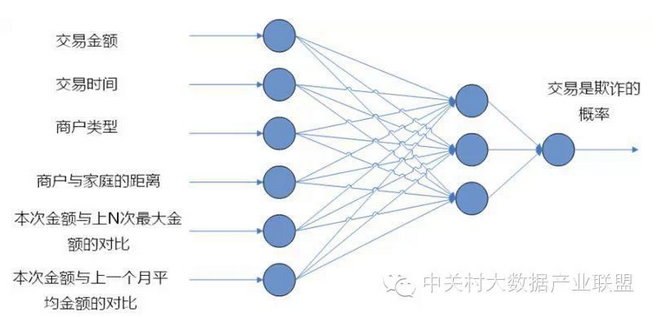 交易金额
交易时间
商户类型
商户与家庭的距离
本次金额与上N次最大金
额的对比
本次金额与上一个月平
均金额的对比
交易是欺诈的
概率
中关村大数据产业联盟